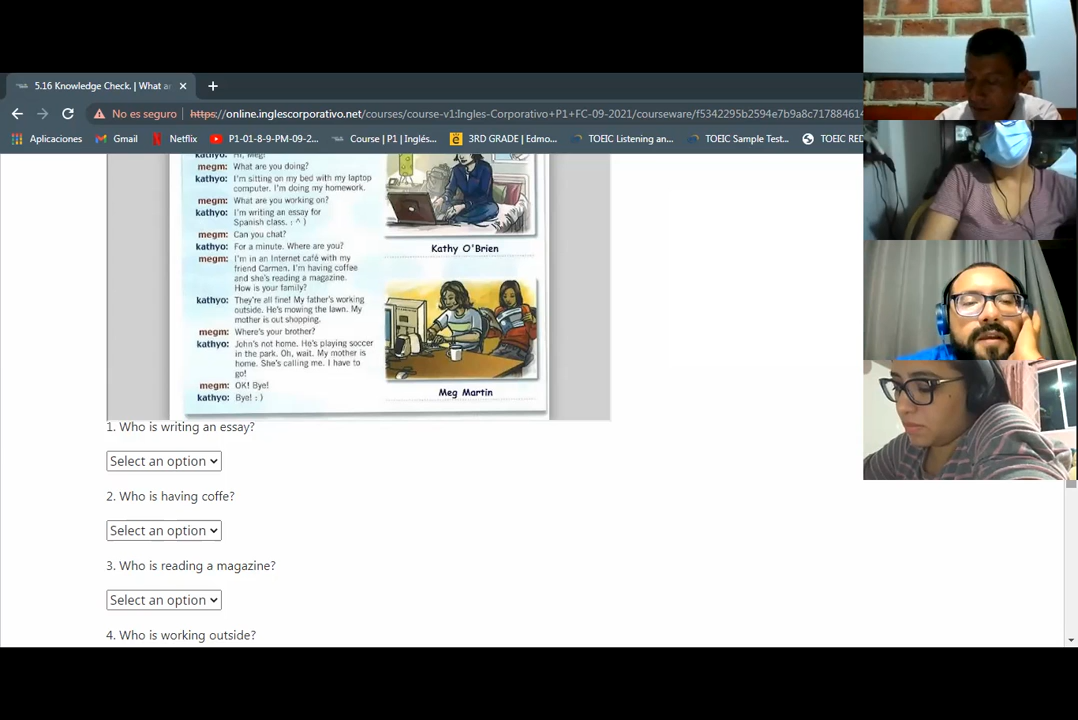 5.16 Knowledge Check. | What a
No es seguro https://online.inglescorporativo.net/courses/course-v1:Ingles-Corporativo+P1+FC-09-2021/courseware/f5342295b2594e7b9a8c717884614
Aplicaciones Gmail Netflix P1-01-8-9-PM-09-2... Course | P1 | Inglés... 3RD GRADE | Edmo... TOEIC Listening an... TOEIC Sample Test... TOEIC RED
kathyo: Hi, Meg!
megm: What are you doing?
kathyo: I'm sitting on my bed with my laptop
computer. I'm doing my homework.
megm: What are you working on?
kathyo: I'm writing an essay for
Spanish class. : ^ )
megm: Can you chat?
kathyo: For a minute. Where are you?
megm: I'm in an Internet café with my
friend Carmen. I'm having coffee
and she's reading a magazine.
How is your family?
kathyo: They're all fine! My father's working
outside. He's mowing the lawn. My
mother is out shopping.
megm: Where's your brother?
kathyo: John's not home. He's playing soccer
in the park. Oh, wait. My mother is
home. She's calling me. I have to
go!
megm: OK! Bye!
kathyo: Bye! : )
Kathy O'Brien
Meg Martin
1. Who is writing an essay?
Select an option
2. Who is having coffe?
Select an option
3. Who is reading a magazine?
Select an option
4. Who is working outside?